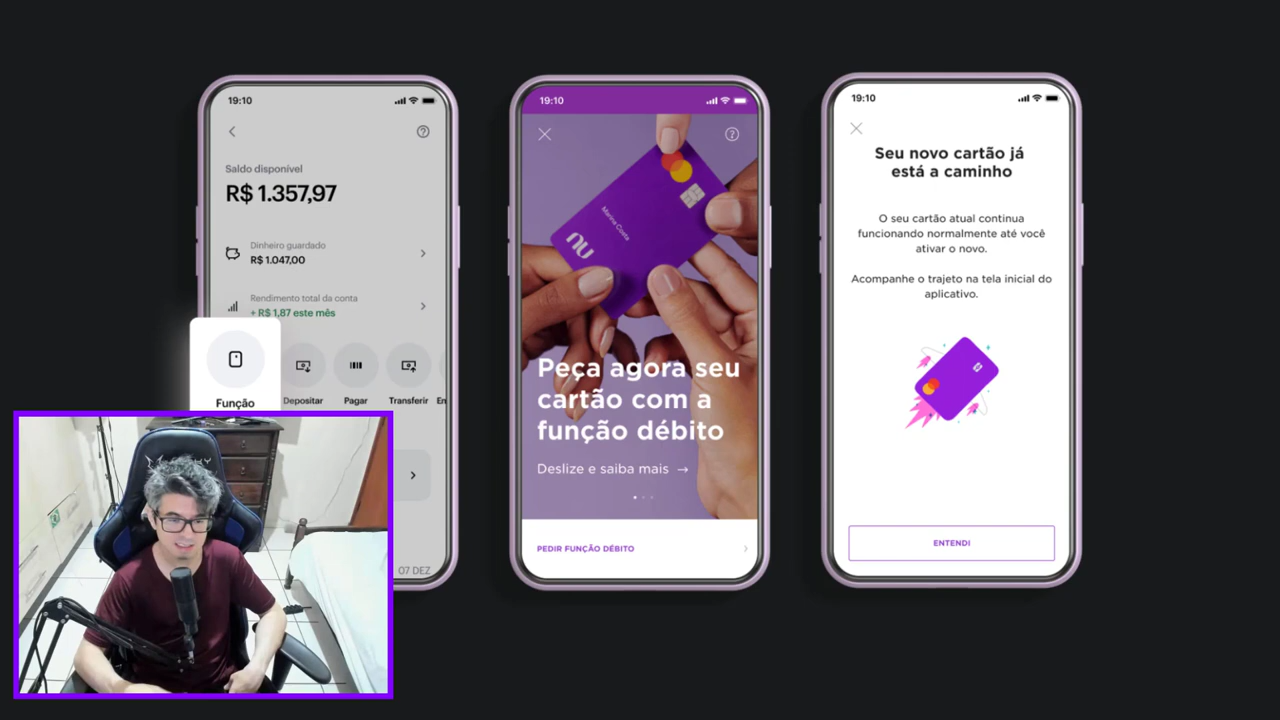 19:10
Saldo disponível
R$ 1.357,97
Dinheiro guardado
R$ 1.047,00
Rendimento total da conta
+ R$ 1,87 este mês
Função
Depositar
Pagar
Transferir
En
07 DEZ
19:10
Marina Costa
nu
Peça agora seu
cartão com a
função débito
Deslize e saiba mais →
PEDIR FUNÇÃO DÉBITO
19:10
Seu novo cartão já
está a caminho
O seu cartão atual continua
funcionando normalmente até você
ativar o novo.
Acompanhe o trajeto na tela inicial do
aplicativo.
ENTENDI